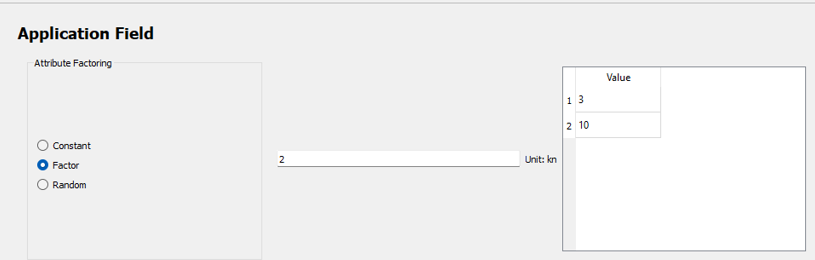 Application Field
Attribute Factoring
Value
1 3
2 10
Constant
Factor
Random
2 Unit: kn